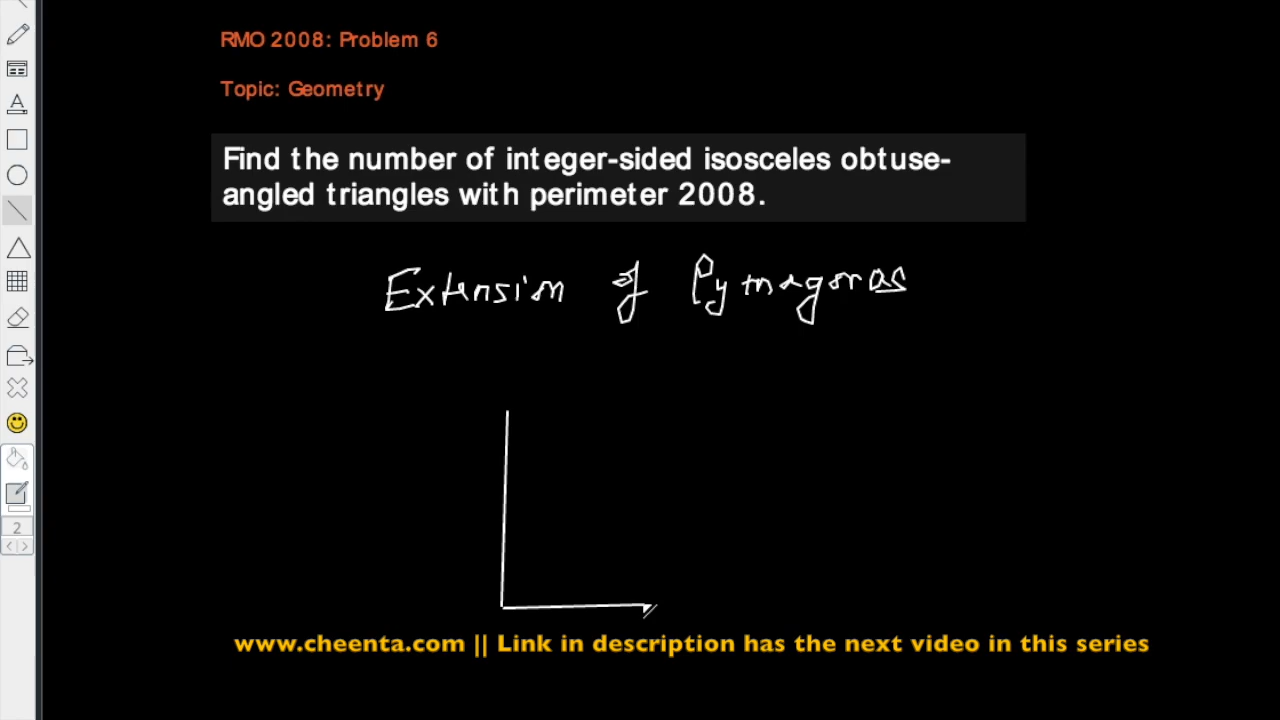 RMO 2008: Problem 6
Topic: Geometry
Find the number of integer-sided isosceles obtuse-
angled triangles with perimeter 2008.
Extension of Pythagoras
2
www.cheenta.com || Link in description has the next video in this series